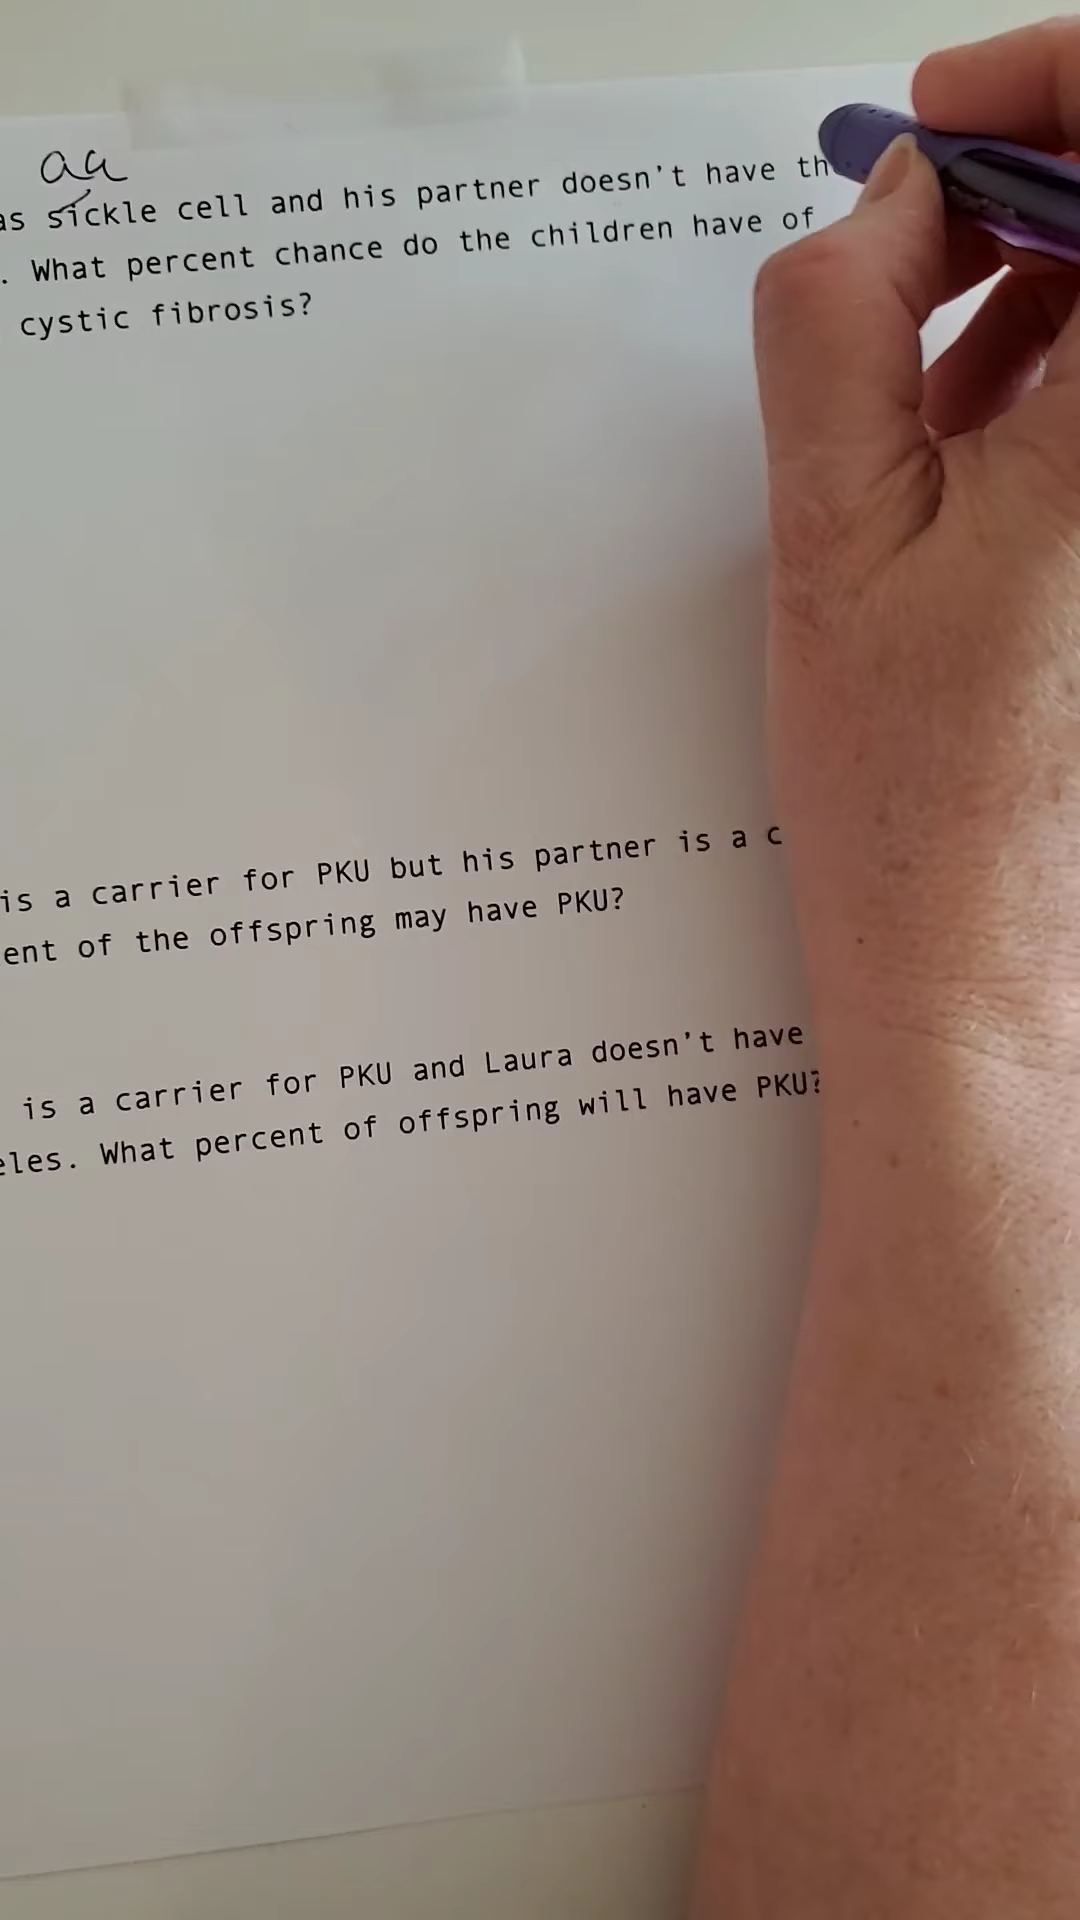 aa
as sickle cell and his partner doesn't have th
. What percent chance do the children have of
cystic fibrosis?
is a carrier for PKU but his partner is a c
ent of the offspring may have PKU?
is a carrier for PKU and Laura doesn't have
eles. What percent of offspring will have PKU?